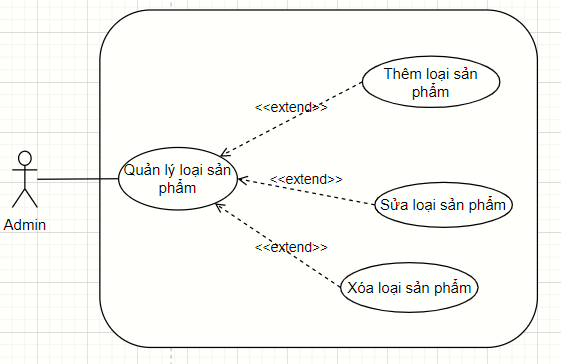 Thêm loại sản
phẩm
<<extend>>
Quản lý loại sản
phẩm
<<extend>>
Sửa loại sản phẩm
Admin
<<extend>>
Xóa loại sản phẩm